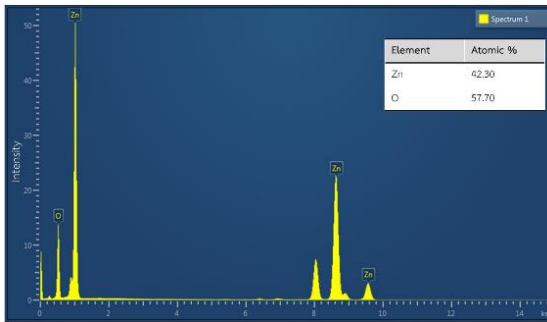 Spectrum 1
Element Atomic %
Zn 42.30
O 57.70
50
40
30
20
10
0
Intensity
Zn
O
Zn
Zn
0 2 4 6 8 10 12 14